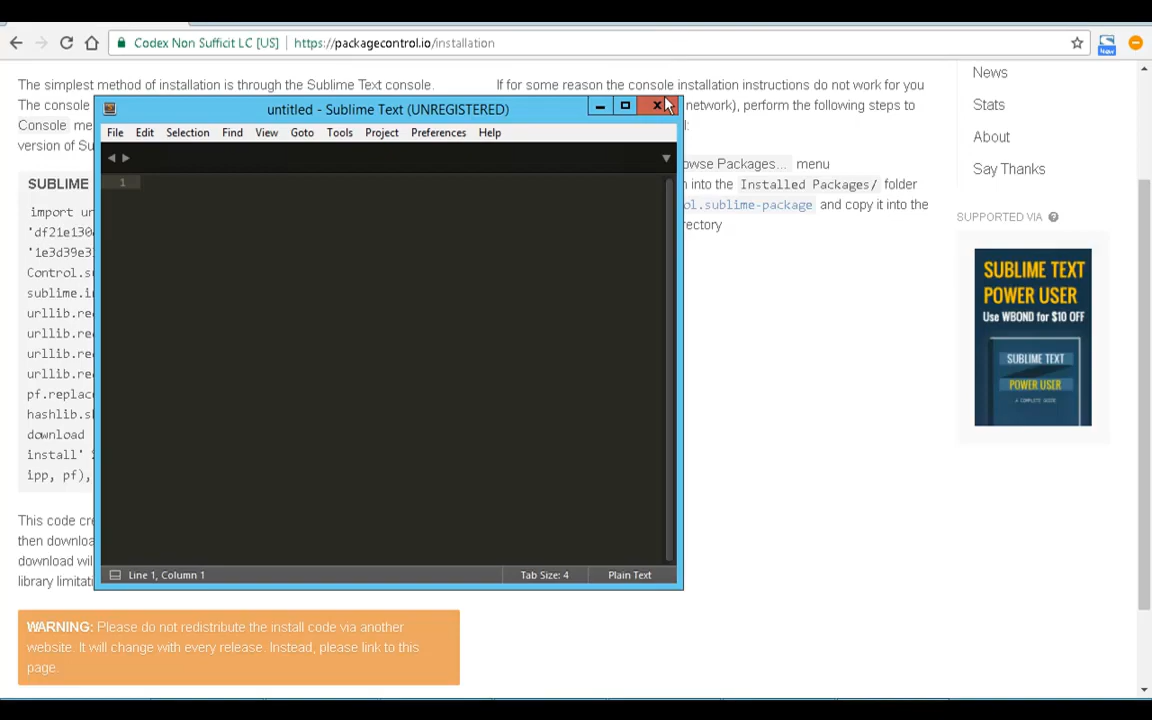 Codex Non Sufficit LC [US]
https://packagecontrol.io/installation
New
The simplest method of installation is through the Sublime Text console.
The console
Console me
version of Su
SUBLIME
import ur
'df21e130
'1e3d39e3
Control.su
sublime.in
urllib.re
urllib.re
urllib.re
urllib.re
pf.replac
hashlib.sh
download
install'
ipp, pf),
This code cre
then downloa
download wil
library limitati
WARNING: Please do not redistribute the install code via another
website. It will change with every release. Instead, please link to this
page.
untitled - Sublime Text (UNREGISTERED)
File Edit Selection Find View Goto Tools Project Preferences Help
1
Line 1, Column 1
Tab Size: 4
Plain Text
If for some reason the console installation instructions do not work for you
network), perform the following steps to
l:
owse Packages... menu
n into the Installed Packages/ folder
ol.sublime-package and copy it into the
rectory
News
Stats
About
Say Thanks
SUPPORTED VIA ?
SUBLIME TEXT
POWER USER
Use WBOND for $10 OFF
SUBLIME TEXT
POWER USER
A COMPLETE GUIDE